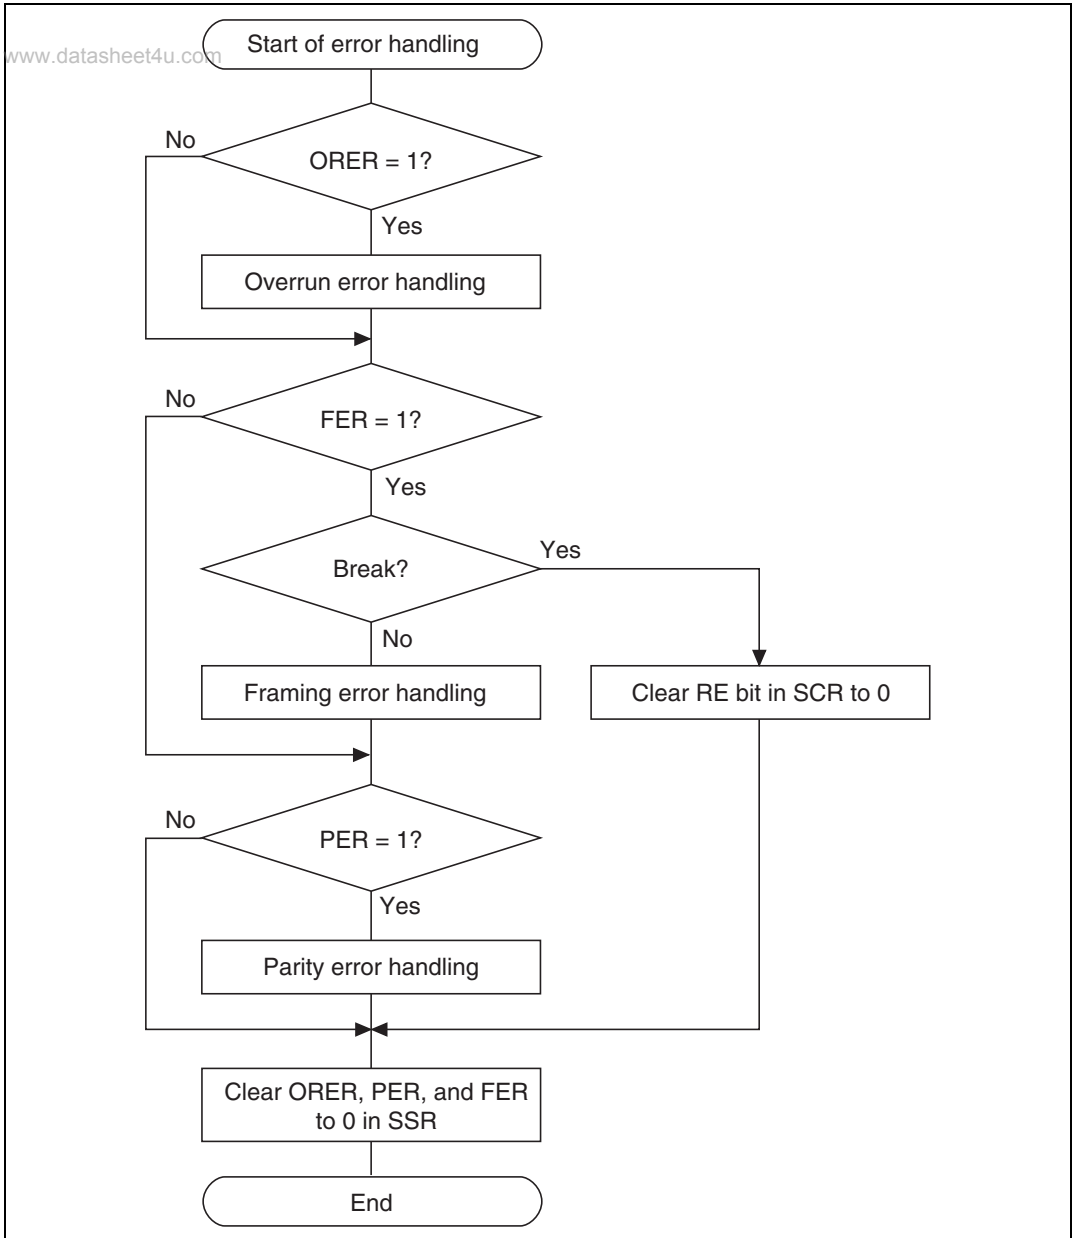 Start of error handling
www.datasheet4u.com
No
ORER = 1?
Yes
Overrun error handling
No
FER = 1?
Yes
Break?
Yes
No
Framing error handling
Clear RE bit in SCR to 0
No
PER = 1?
Yes
Parity error handling
Clear ORER, PER, and FER
to 0 in SSR
End